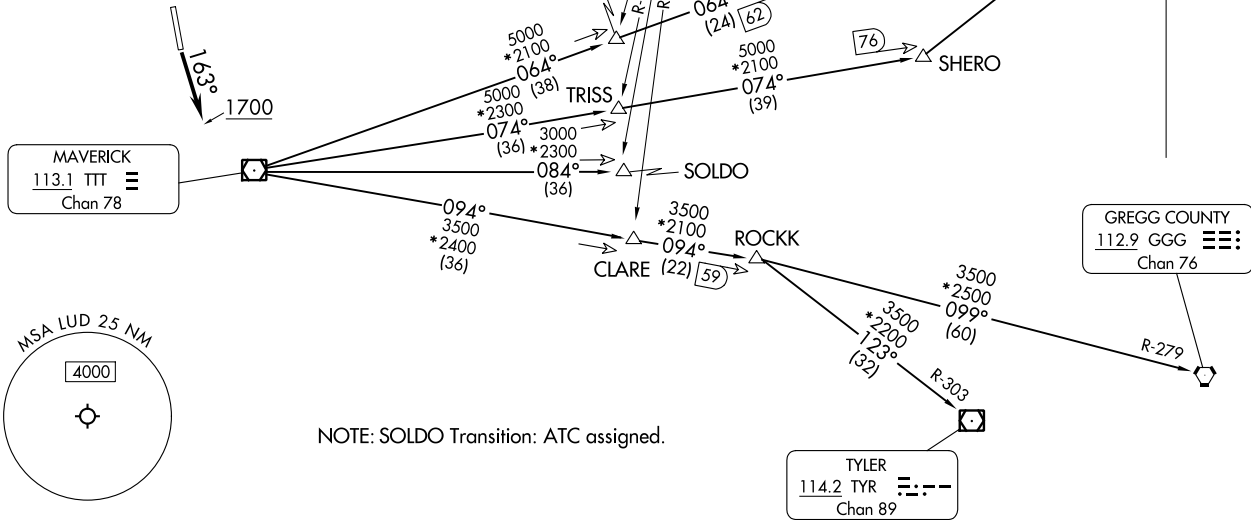 064
(24) 62
R-
R
163°
1700
5000
*2100
064°
(38)
76
SHERO
5000
*2100
074°
(39)
TRISS
5000
*2300
074°
(36)
3000
*2300
084°
(36)
SOLDO
MAVERICK
113.1 TTT
Chan 78
094°
3500
*2400
(36)
CLARE
3500
*2100
094°
(22) 59
ROCKK
GREGG COUNTY
112.9 GGG
Chan 76
3500
*2500
099°
(60)
R-279
3500
*2200
123°
(32)
R-303
MSA LUD 25 NM
4000
NOTE: SOLDO Transition: ATC assigned.
TYLER
114.2 TYR
Chan 89